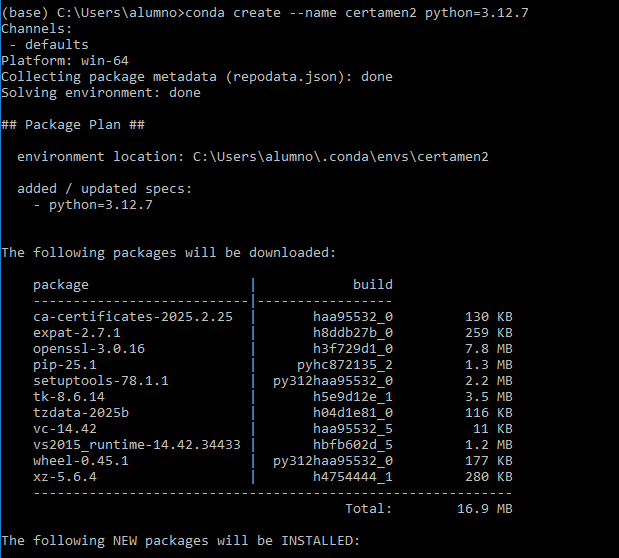 (base) C:\Users\alumno>conda create --name certamen2 python=3.12.7
Channels:
 - defaults
Platform: win-64
Collecting package metadata (repodata.json): done
Solving environment: done

## Package Plan ##

  environment location: C:\Users\alumno\.conda\envs\certamen2

  added / updated specs:
    - python=3.12.7


The following packages will be downloaded:

    package                    |            build
    ---------------------------|-----------------
    ca-certificates-2025.2.25  |       haa95532_0         130 KB
    expat-2.7.1                |       h8ddb27b_0         259 KB
    openssl-3.0.16             |       h3f729d1_0         7.8 MB
    pip-25.1                   |     pyhc872135_2         1.3 MB
    setuptools-78.1.1          |  py312haa95532_0         2.2 MB
    tk-8.6.14                  |       h5e9d12e_1         3.5 MB
    tzdata-2025b               |       h04d1e81_0         116 KB
    vc-14.42                   |       haa95532_5          11 KB
    vs2015_runtime-14.42.34433 |       hbfb602d_5         1.2 MB
    wheel-0.45.1               |  py312haa95532_0         177 KB
    xz-5.6.4                   |       h4754444_1         280 KB
    ------------------------------------------------------------
                                           Total:        16.9 MB

The following NEW packages will be INSTALLED: